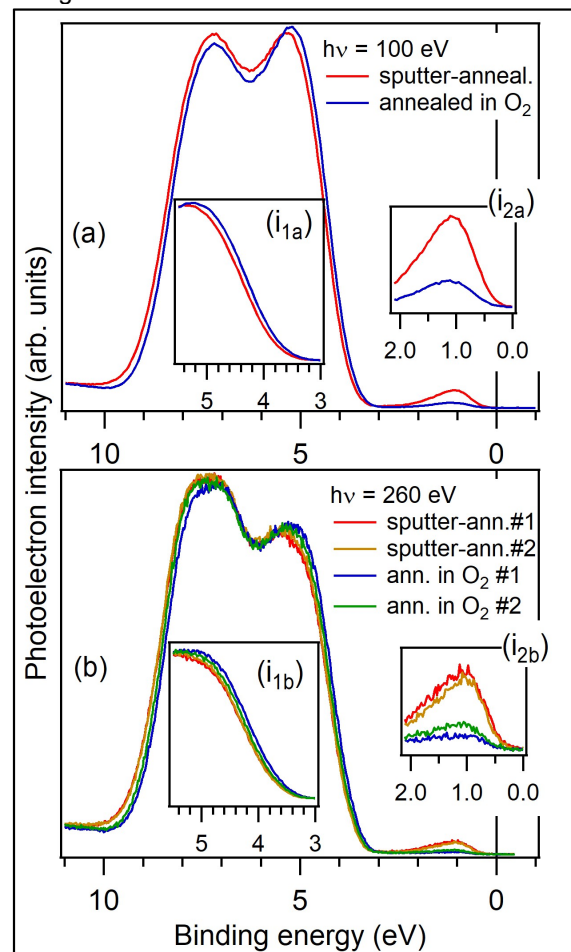 hν = 100 eV
sputter-anneal.
annealed in O₂
(a)
(i₁ₐ)
(i₂ₐ)
5
4
3
2.0
1.0
0.0
10
5
0
Photoelectron intensity (arb. units)
hν = 260 eV
sputter-ann.#1
sputter-ann.#2
ann. in O₂ #1
ann. in O₂ #2
(b)
(i₁b)
(i₂b)
5
4
3
2.0
1.0
0.0
10
5
0
Binding energy (eV)